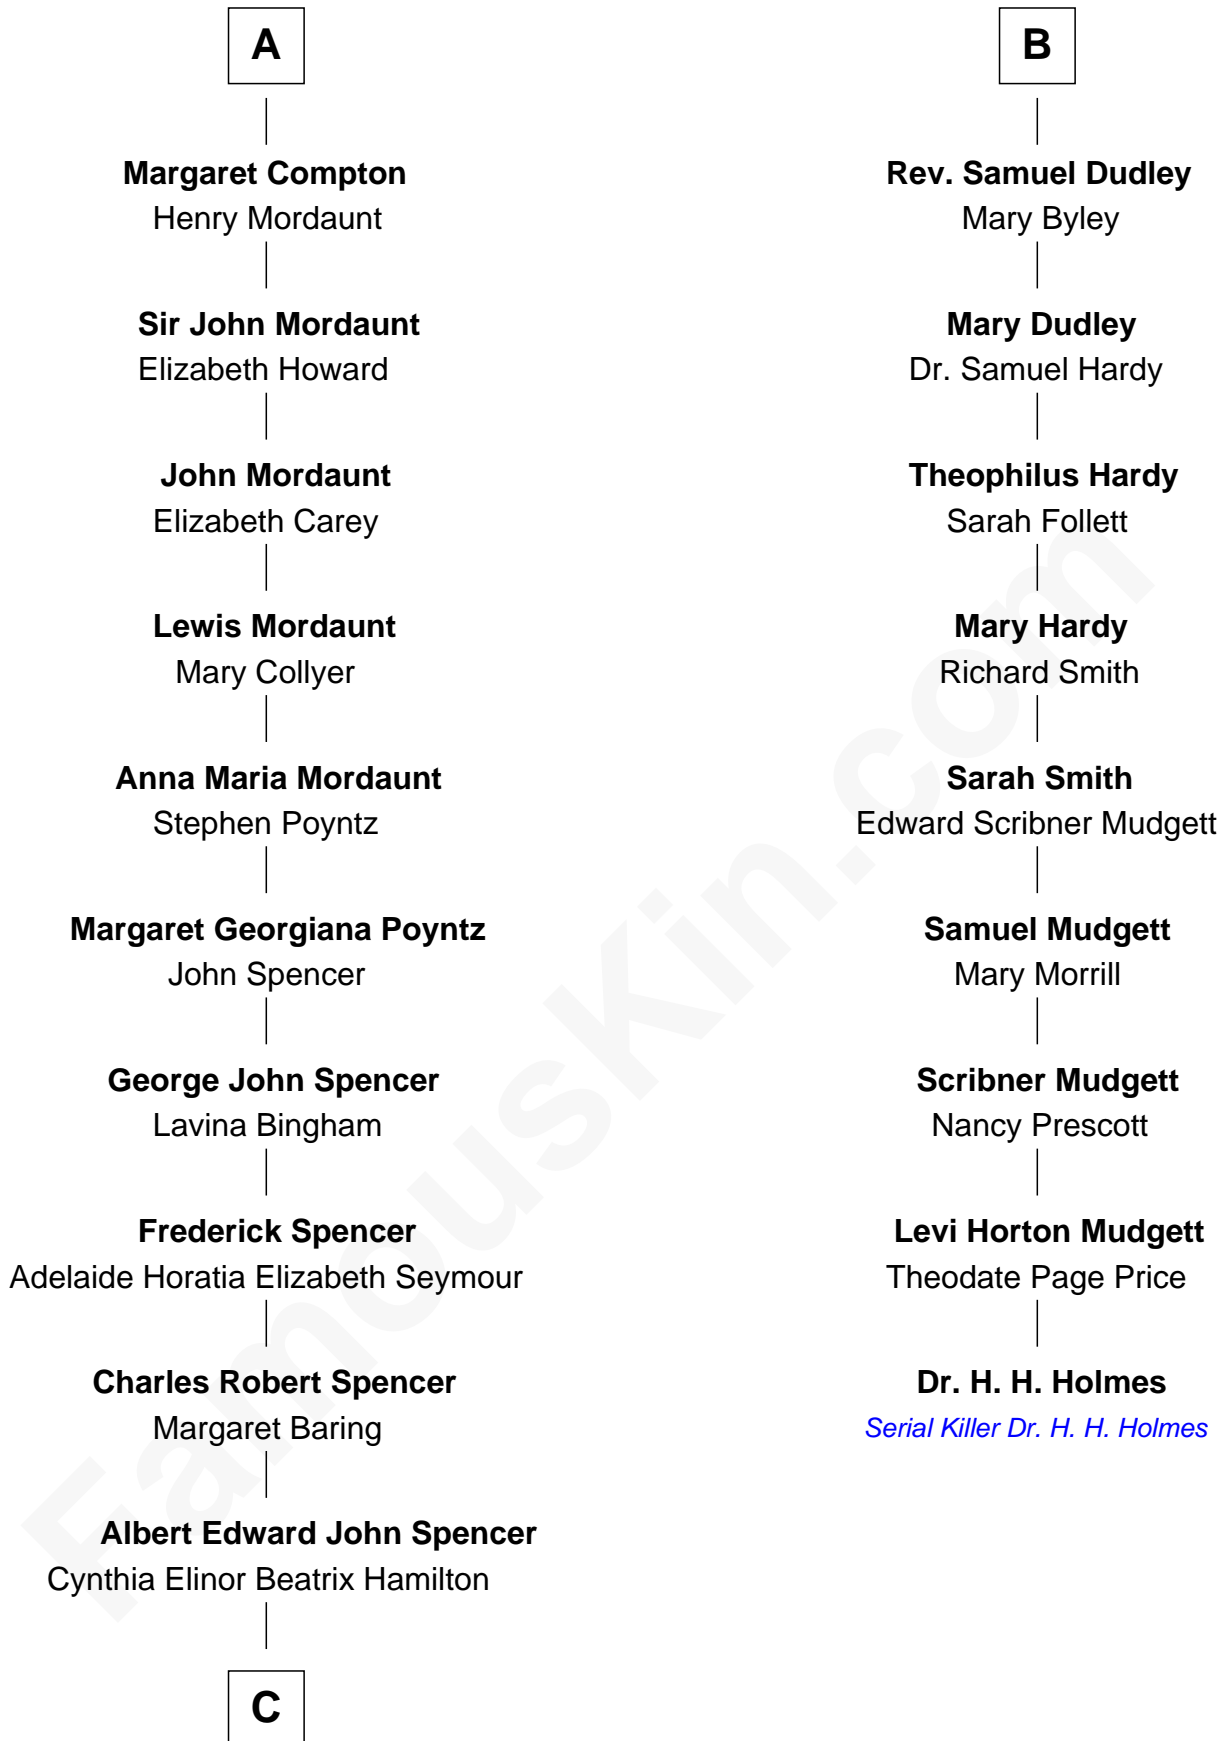 A
Margaret Compton
Henry Mordaunt
Sir John Mordaunt
Elizabeth Howard
John Mordaunt
Elizabeth Carey
Lewis Mordaunt
Mary Collyer
Anna Maria Mordaunt
Stephen Poyntz
Margaret Georgiana Poyntz
John Spencer
George John Spencer
Lavina Bingham
Frederick Spencer
Adelaide Horatia Elizabeth Seymour
Charles Robert Spencer
Margaret Baring
Albert Edward John Spencer
Cynthia Elinor Beatrix Hamilton
C
B
Rev. Samuel Dudley
Mary Byley
Mary Dudley
Dr. Samuel Hardy
Theophilus Hardy
Sarah Follett
Mary Hardy
Richard Smith
Sarah Smith
Edward Scribner Mudgett
Samuel Mudgett
Mary Morrill
Scribner Mudgett
Nancy Prescott
Levi Horton Mudgett
Theodate Page Price
Dr. H. H. Holmes
Serial Killer Dr. H. H. Holmes
FamousKin.com